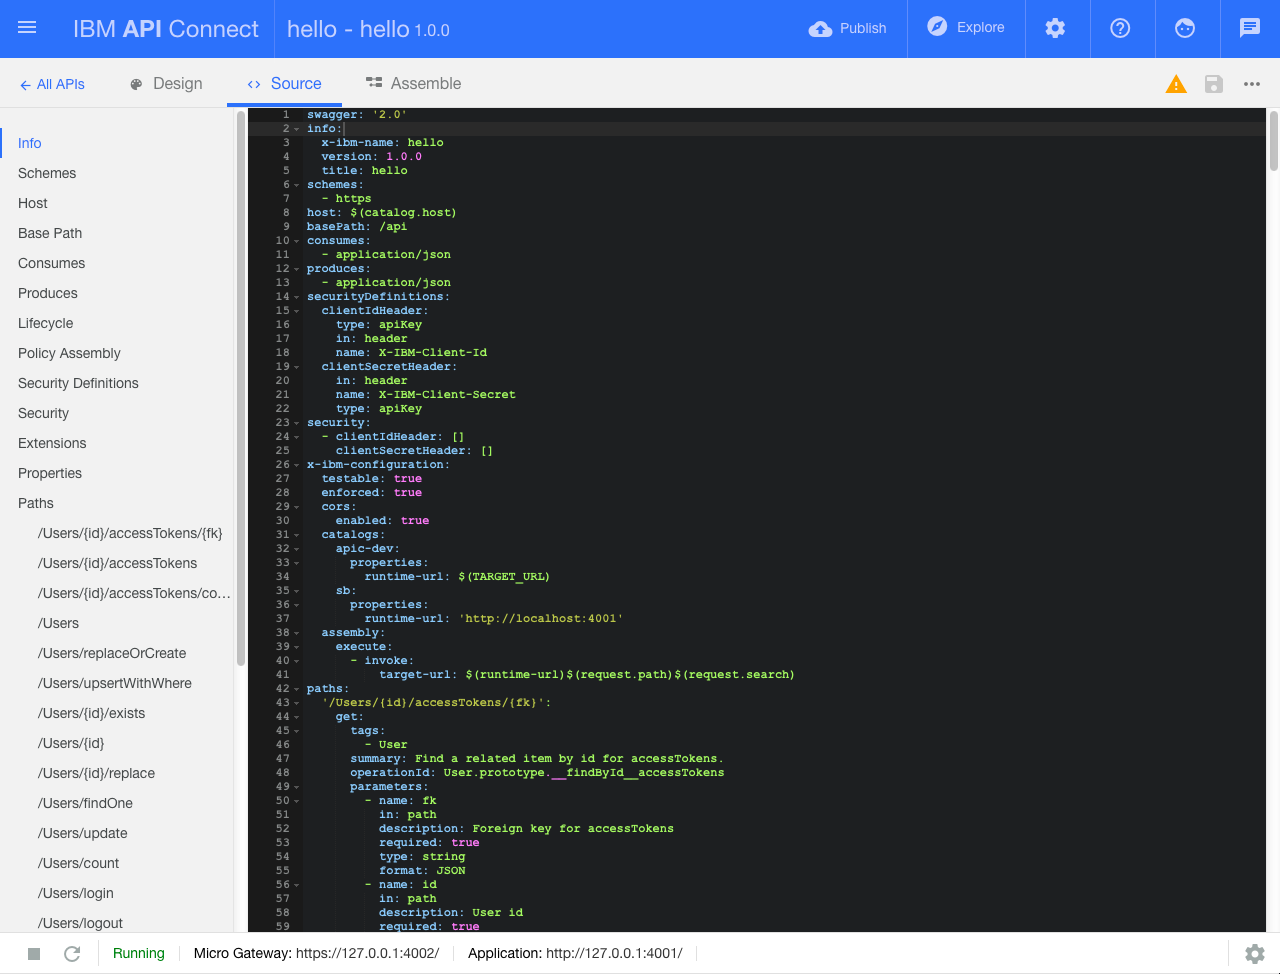 IBM API Connect hello - hello 1.0.0 Publish Explore
All APIs Design <> Source Assemble
Info
Schemes
Host
Base Path
Consumes
Produces
Lifecycle
Policy Assembly
Security Definitions
Security
Extensions
Properties
Paths
/Users/{id}/accessTokens/{fk}
/Users/{id}/accessTokens
/Users/{id}/accessTokens/co...
/Users
/Users/replaceOrCreate
/Users/upsertWithWhere
/Users/{id}/exists
/Users/{id}
/Users/{id}/replace
/Users/findOne
/Users/update
/Users/count
/Users/login
/Users/logout
1 swagger: '2.0'
2 info:
3   x-ibm-name: hello
4   version: 1.0.0
5   title: hello
6 schemes:
7   - https
8 host: $(catalog.host)
9 basePath: /api
10 consumes:
11   - application/json
12 produces:
13   - application/json
14 securityDefinitions:
15   clientIdHeader:
16     type: apiKey
17     in: header
18     name: X-IBM-Client-Id
19   clientSecretHeader:
20     in: header
21     name: X-IBM-Client-Secret
22     type: apiKey
23 security:
24   - clientIdHeader: []
25     clientSecretHeader: []
26 x-ibm-configuration:
27   testable: true
28   enforced: true
29   cors:
30     enabled: true
31   catalogs:
32     apic-dev:
33       properties:
34         runtime-url: $(TARGET_URL)
35     sb:
36       properties:
37         runtime-url: 'http://localhost:4001'
38   assembly:
39     execute:
40       - invoke:
41           target-url: $(runtime-url)$(request.path)$(request.search)
42 paths:
43   '/Users/{id}/accessTokens/{fk}':
44     get:
45       tags:
46         - User
47       summary: Find a related item by id for accessTokens.
48       operationId: User.prototype.__findById__accessTokens
49       parameters:
50         - name: fk
51           in: path
52           description: Foreign key for accessTokens
53           required: true
54           type: string
55           format: JSON
56         - name: id
57           in: path
58           description: User id
59           required: true
Running Micro Gateway: https://127.0.0.1:4002/ Application: http://127.0.0.1:4001/